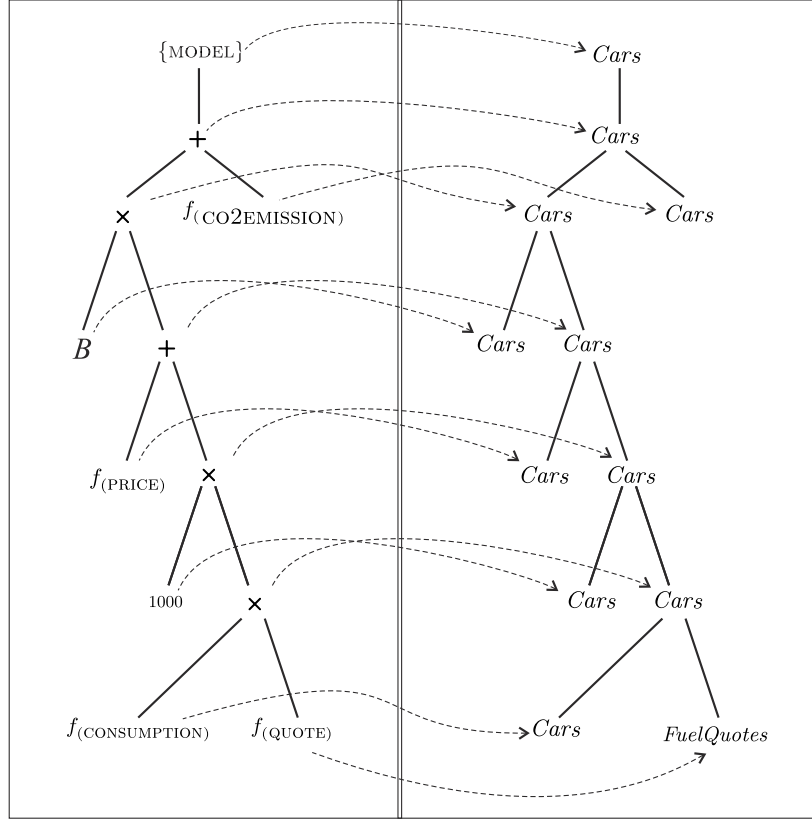 {MODEL} Cars
+ Cars
× f(CO2EMISSION) Cars Cars
B + Cars Cars
f(PRICE) × Cars Cars
1000 × Cars Cars
f(CONSUMPTION) f(QUOTE) Cars FuelQuotes